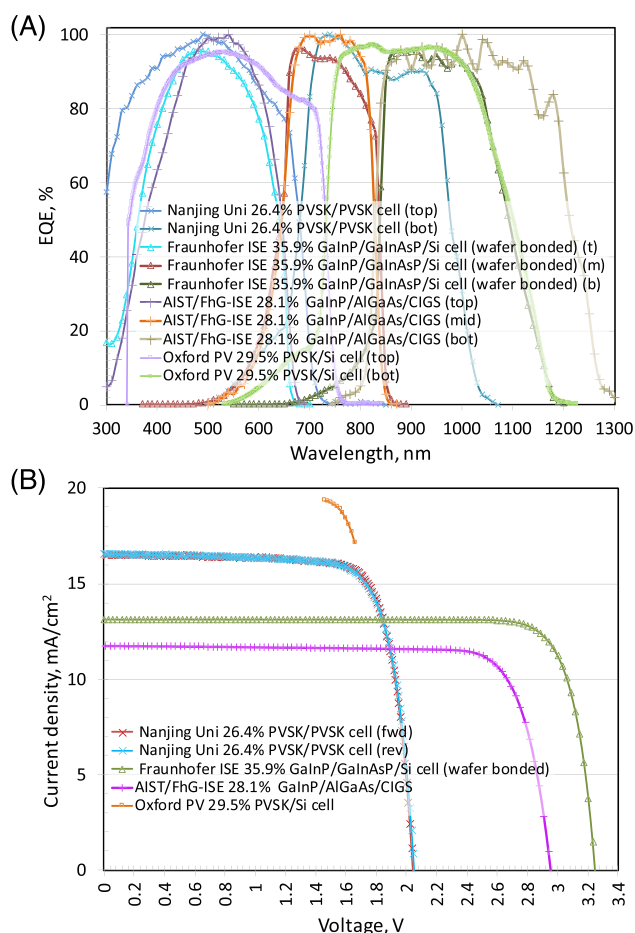 (A)
100
80
60
40
20
0
EQE, %
Nanjing Uni 26.4% PVSK/PVSK cell (top)
Nanjing Uni 26.4% PVSK/PVSK cell (bot)
Fraunhofer ISE 35.9% GaInP/GaInAsP/Si cell (wafer bonded) (t)
Fraunhofer ISE 35.9% GaInP/GaInAsP/Si cell (wafer bonded) (m)
Fraunhofer ISE 35.9% GaInP/GaInAsP/Si cell (wafer bonded) (b)
AIST/FhG-ISE 28.1% GaInP/AlGaAs/CIGS (top)
AIST/FhG-ISE 28.1% GaInP/AlGaAs/CIGS (mid)
AIST/FhG-ISE 28.1% GaInP/AlGaAs/CIGS (bot)
Oxford PV 29.5% PVSK/Si cell (top)
Oxford PV 29.5% PVSK/Si cell (bot)
300 400 500 600 700 800 900 1000 1100 1200 1300
Wavelength, nm
(B)
20
15
10
5
0
Current density, mA/cm²
Nanjing Uni 26.4% PVSK/PVSK cell (fwd)
Nanjing Uni 26.4% PVSK/PVSK cell (rev)
Fraunhofer ISE 35.9% GaInP/GaInAsP/Si cell (wafer bonded)
AIST/FhG-ISE 28.1% GaInP/AlGaAs/CIGS
Oxford PV 29.5% PVSK/Si cell
0 0.2 0.4 0.6 0.8 1 1.2 1.4 1.6 1.8 2 2.2 2.4 2.6 2.8 3 3.2 3.4
Voltage, V